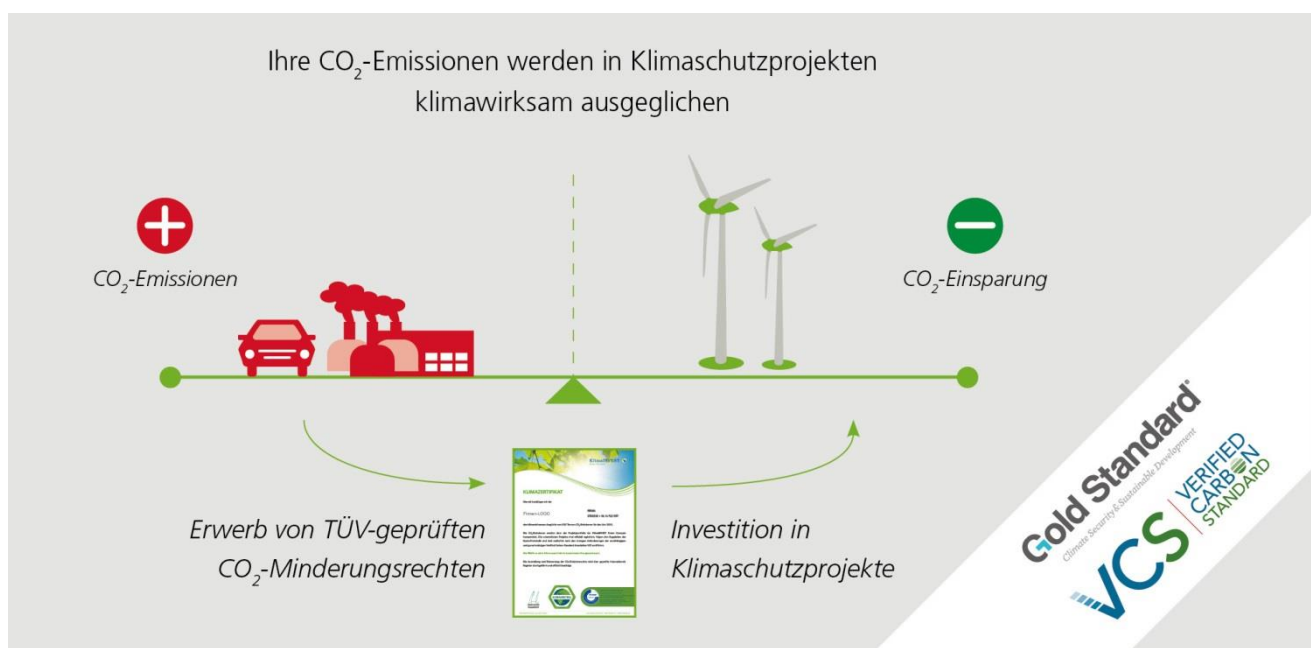 Ihre CO₂-Emissionen werden in Klimaschutzprojekten
klimawirksam ausgeglichen
CO₂-Emissionen
CO₂-Einsparung
Erwerb von TÜV-geprüften
CO₂-Minderungsrechten
KLIMAZERTIFIKAT
Investition in
Klimaschutzprojekte
Gold Standard®
Climate Security & Sustainable Development
VCS
VERIFIED
CARBON
STANDARD